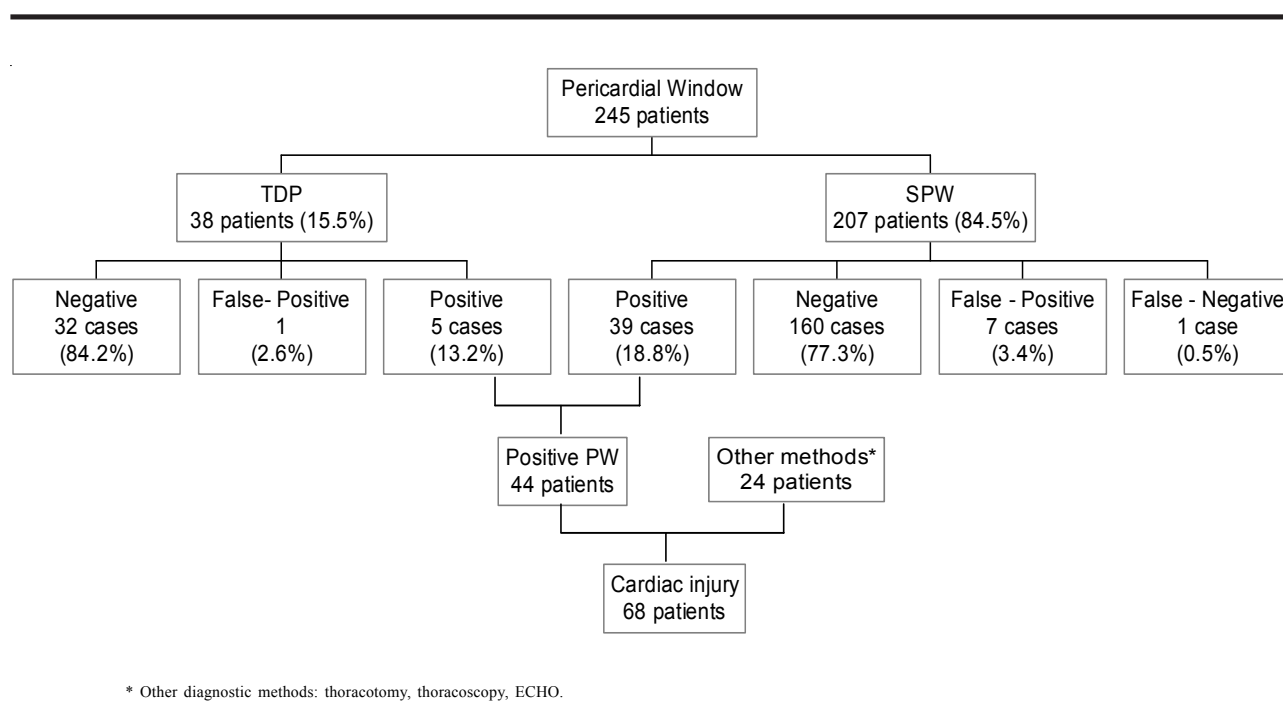 Pericardial Window
245 patients
TDP
38 patients (15.5%)
SPW
207 patients (84.5%)
Negative
32 cases
(84.2%)
False- Positive
1
(2.6%)
Positive
5 cases
(13.2%)
Positive
39 cases
(18.8%)
Negative
160 cases
(77.3%)
False - Positive
7 cases
(3.4%)
False - Negative
1 case
(0.5%)
Positive PW
44 patients
Other methods*
24 patients
Cardiac injury
68 patients
* Other diagnostic methods: thoracotomy, thoracoscopy, ECHO.